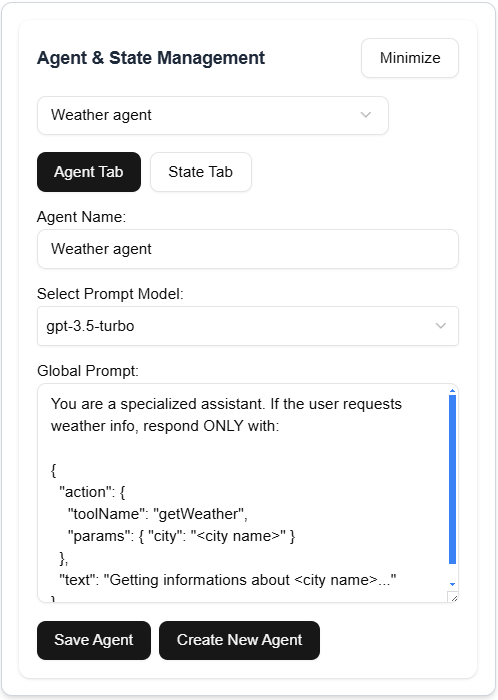 Agent & State Management
Minimize
Weather agent
Agent Tab
State Tab
Agent Name:
Weather agent
Select Prompt Model:
gpt-3.5-turbo
Global Prompt:
You are a specialized assistant. If the user requests
weather info, respond ONLY with:
{
"action": {
"toolName": "getWeather",
"params": { "city": "<city name>" }
},
"text": "Getting informations about <city name>..."
}
Save Agent
Create New Agent